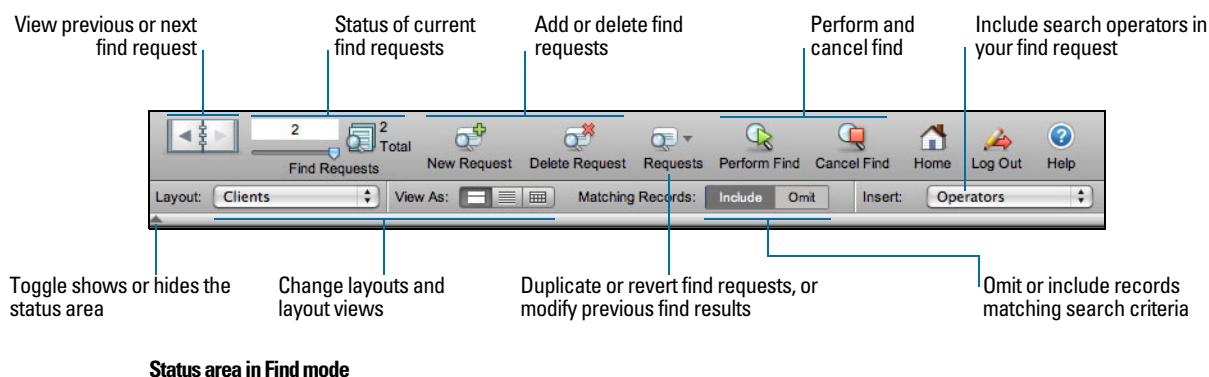 View previous or next
find request
Status of current
find requests
Add or delete find
requests
Perform and
cancel find
Include search operators in
your find request
2
2
Total
Find Requests
New Request
Delete Request
Requests
Perform Find
Cancel Find
Home
Log Out
Help
Layout:
Clients
View As:
Matching Records:
Include
Omit
Insert:
Operators
Toggle shows or hides the
status area
Change layouts and
layout views
Duplicate or revert find requests, or
modify previous find results
Omit or include records
matching search criteria
Status area in Find mode